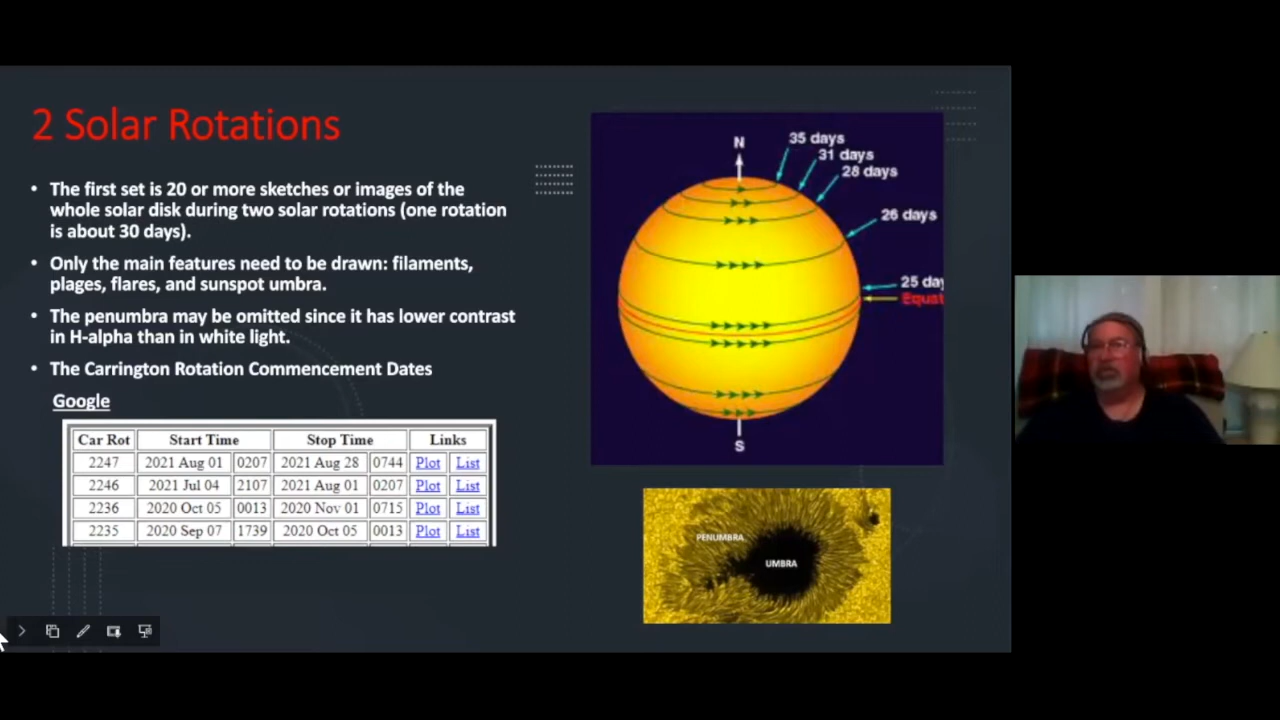 2 Solar Rotations
• The first set is 20 or more sketches or images of the
whole solar disk during two solar rotations (one rotation
is about 30 days).
• Only the main features need to be drawn: filaments,
plages, flares, and sunspot umbra.
• The penumbra may be omitted since it has lower contrast
in H-alpha than in white light.
• The Carrington Rotation Commencement Dates
Google
Car Rot Start Time Stop Time Links
2247 2021 Aug 01 0207 2021 Aug 28 0744 Plot List
2246 2021 Jul 04 2107 2021 Aug 01 0207 Plot List
2236 2020 Oct 05 0013 2020 Nov 01 0715 Plot List
2235 2020 Sep 07 1739 2020 Oct 05 0013 Plot List
N
35 days
31 days
28 days
26 days
25 day
Equat
S
PENUMBRA
UMBRA